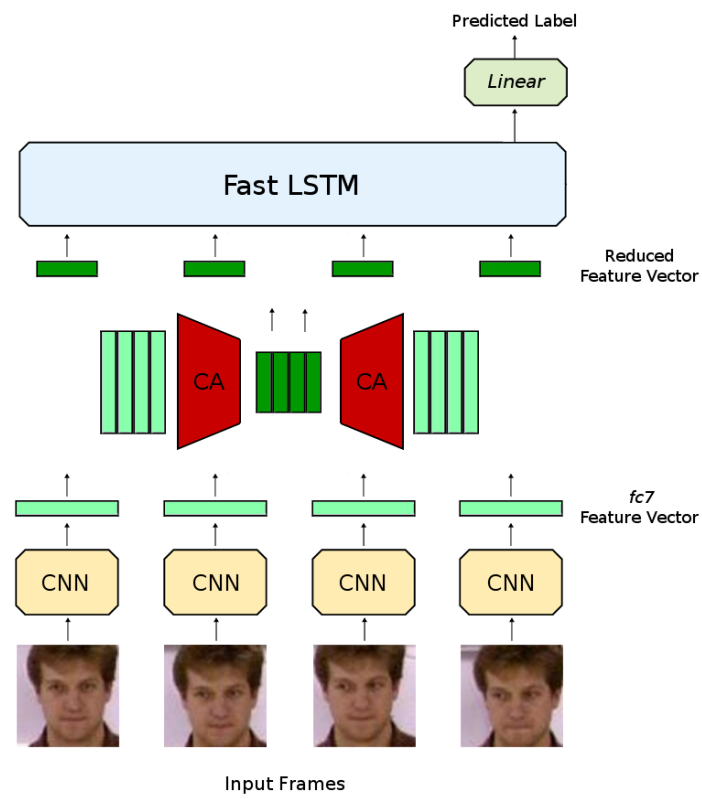 Predicted Label
Linear
Fast LSTM
Reduced
Feature Vector
CA
CA
fc7
Feature Vector
CNN
CNN
CNN
CNN
Input Frames